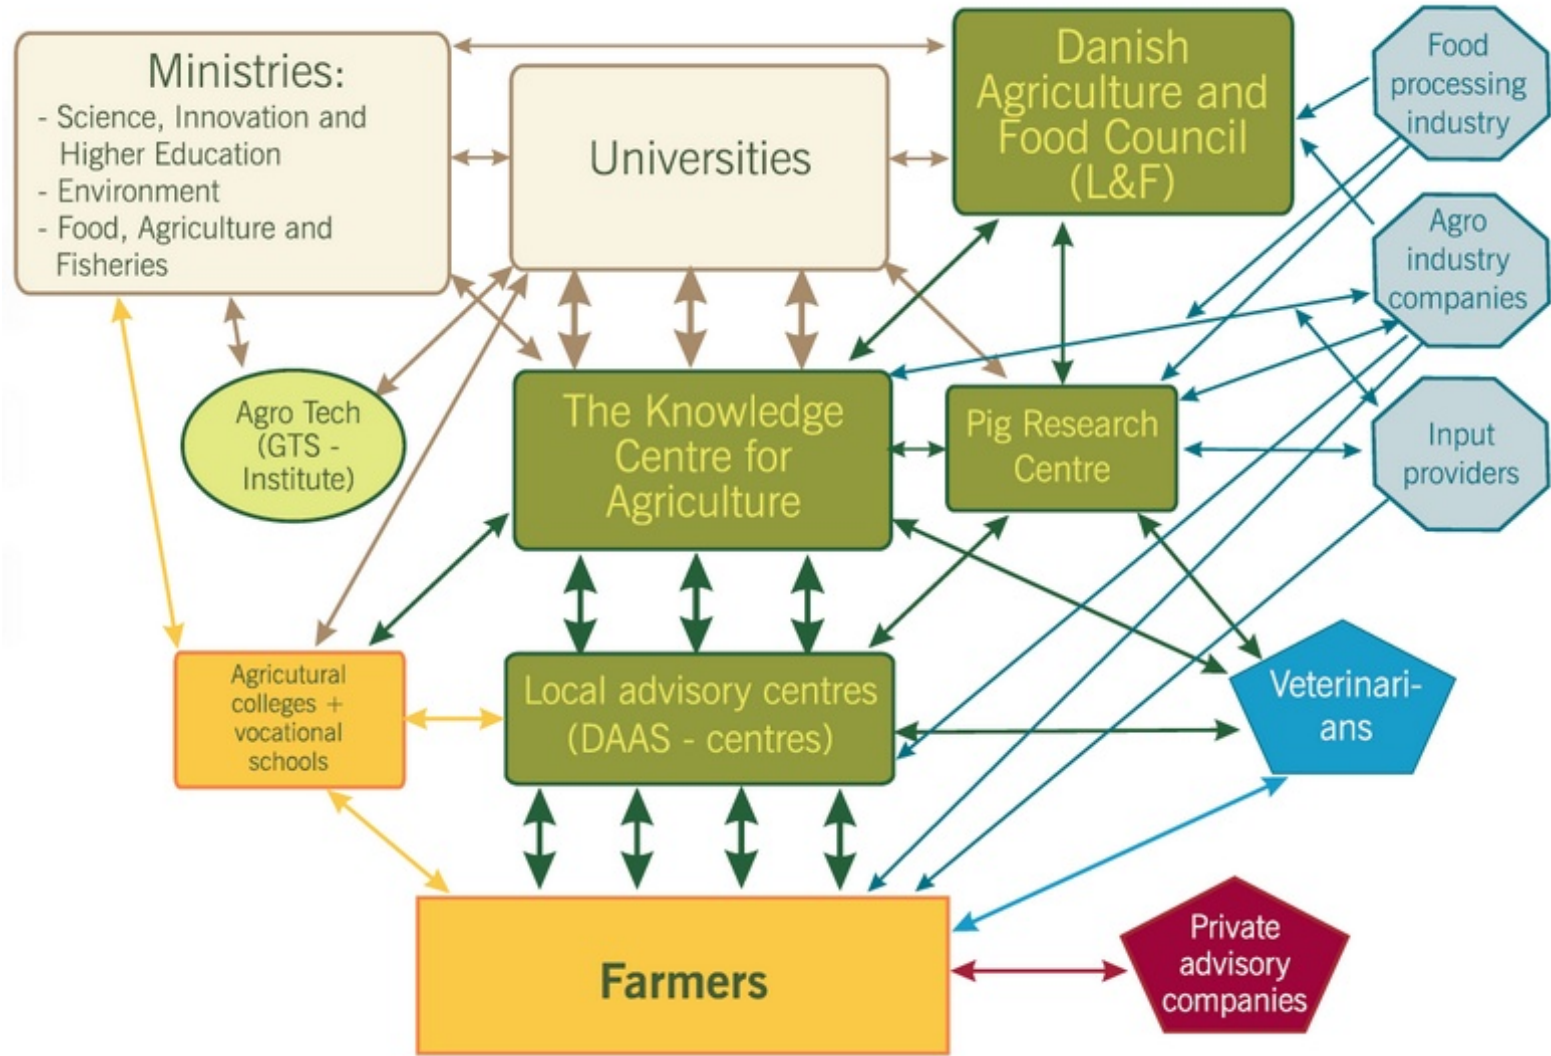 Ministries:
- Science, Innovation and
Higher Education
- Environment
- Food, Agriculture and
Fisheries
Universities
Danish
Agriculture and
Food Council
(L&F)
Food
processing
industry
Agro
industry
companies
Input
providers
Agro Tech
(GTS -
Institute)
The Knowledge
Centre for
Agriculture
Pig Research
Centre
Agricutural
colleges +
vocational
schools
Local advisory centres
(DAAS - centres)
Veterinari-
ans
Farmers
Private
advisory
companies